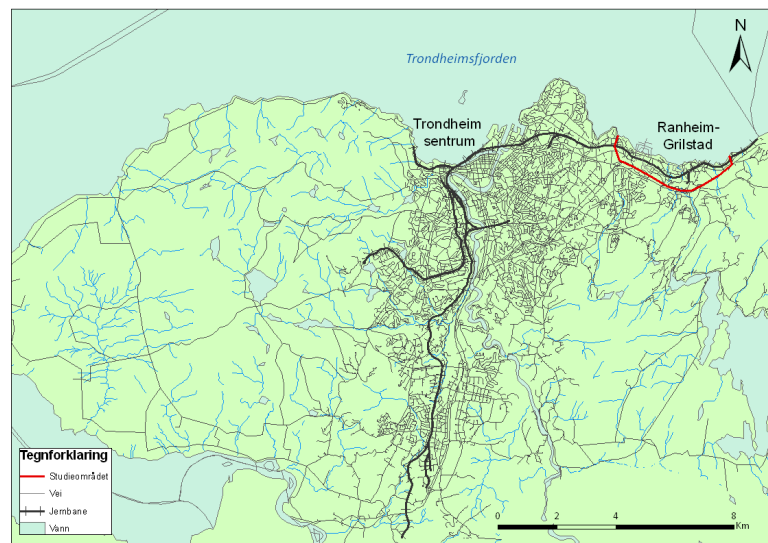 N
Trondheimsfjorden
Trondheim
sentrum
Ranheim-
Grilstad
Tegnforklaring
Studieområdet
Vei
Jernbane
Vann
0 2 4 8
Km